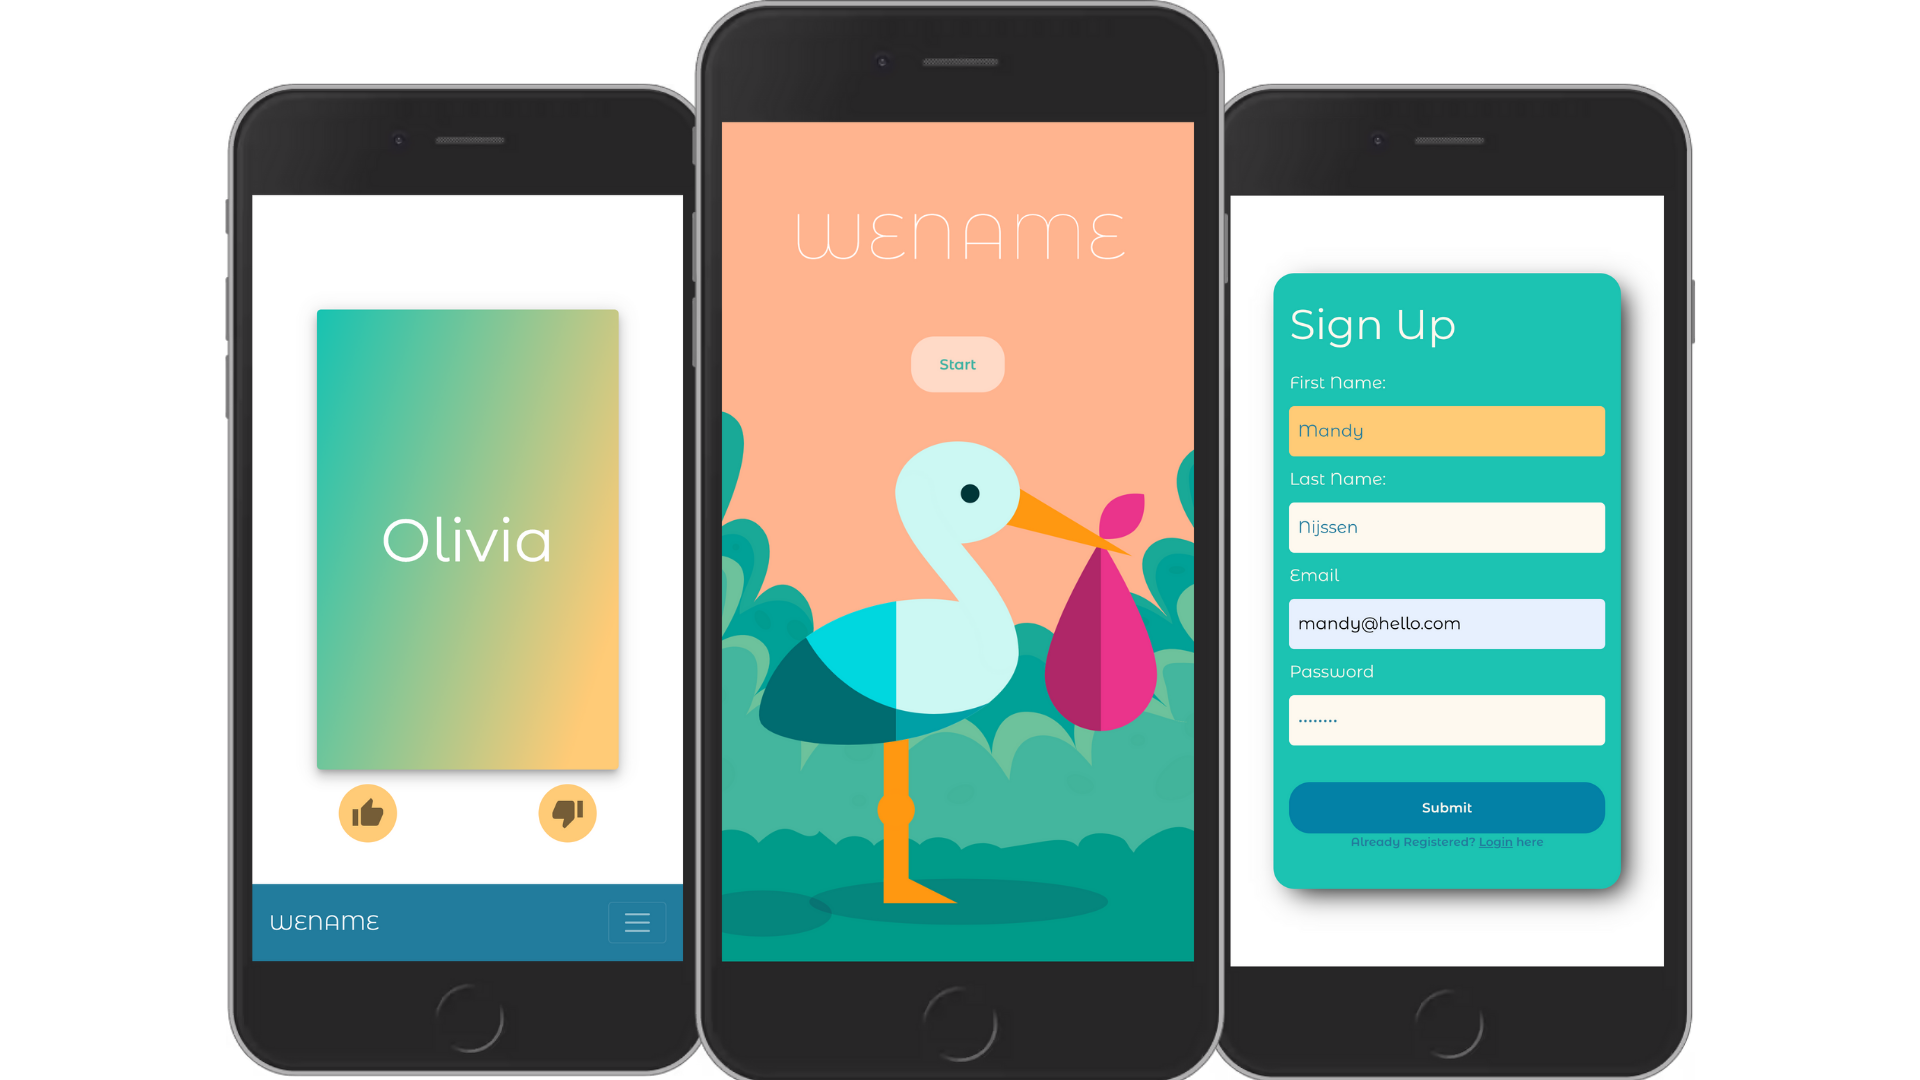 Olivia
WENAME
WENAME
Start
Sign Up
First Name:
Mandy
Last Name:
Nijssen
Email
mandy@hello.com
Password
........
Submit
Already Registered? Login here